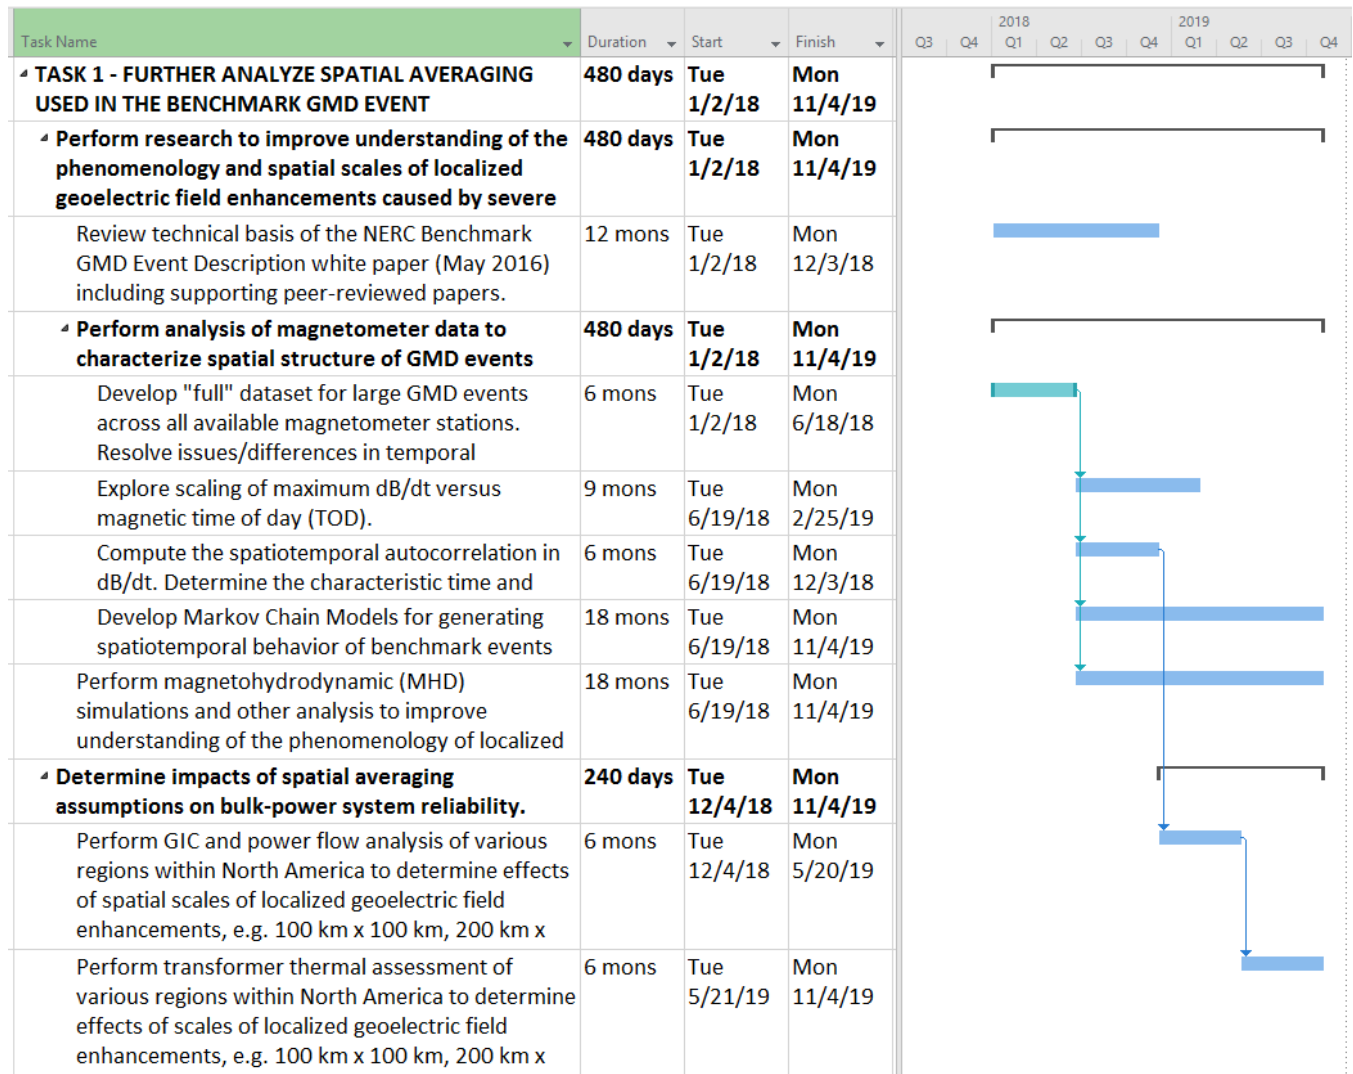 2018 2019
Task Name Duration Start Finish Q3 Q4 Q1 Q2 Q3 Q4 Q1 Q2 Q3 Q4
TASK 1 - FURTHER ANALYZE SPATIAL AVERAGING 480 days Tue Mon
USED IN THE BENCHMARK GMD EVENT 1/2/18 11/4/19
Perform research to improve understanding of the 480 days Tue Mon
phenomenology and spatial scales of localized 1/2/18 11/4/19
geoelectric field enhancements caused by severe
Review technical basis of the NERC Benchmark 12 mons Tue Mon
GMD Event Description white paper (May 2016) 1/2/18 12/3/18
including supporting peer-reviewed papers.
Perform analysis of magnetometer data to 480 days Tue Mon
characterize spatial structure of GMD events 1/2/18 11/4/19
Develop "full" dataset for large GMD events 6 mons Tue Mon
across all available magnetometer stations. 1/2/18 6/18/18
Resolve issues/differences in temporal
Explore scaling of maximum dB/dt versus 9 mons Tue Mon
magnetic time of day (TOD). 6/19/18 2/25/19
Compute the spatiotemporal autocorrelation in 6 mons Tue Mon
dB/dt. Determine the characteristic time and 6/19/18 12/3/18
Develop Markov Chain Models for generating 18 mons Tue Mon
spatiotemporal behavior of benchmark events 6/19/18 11/4/19
Perform magnetohydrodynamic (MHD) 18 mons Tue Mon
simulations and other analysis to improve 6/19/18 11/4/19
understanding of the phenomenology of localized
Determine impacts of spatial averaging 240 days Tue Mon
assumptions on bulk-power system reliability. 12/4/18 11/4/19
Perform GIC and power flow analysis of various 6 mons Tue Mon
regions within North America to determine effects 12/4/18 5/20/19
of spatial scales of localized geoelectric field
enhancements, e.g. 100 km x 100 km, 200 km x
Perform transformer thermal assessment of 6 mons Tue Mon
various regions within North America to determine 5/21/19 11/4/19
effects of scales of localized geoelectric field
enhancements, e.g. 100 km x 100 km, 200 km x